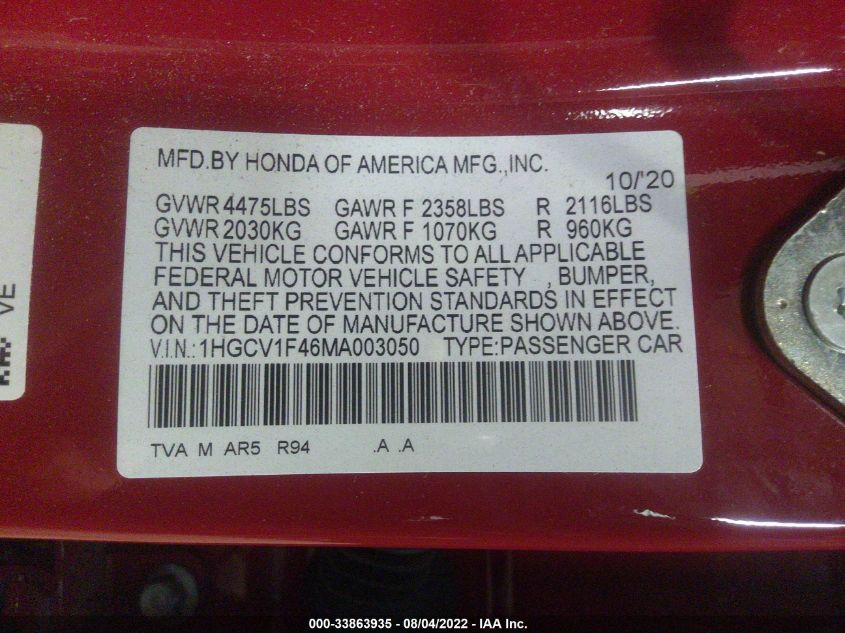 MFD.BY HONDA OF AMERICA MFG.,INC.
10/'20
GVWR 4475LBS GAWR F 2358LBS R 2116LBS
GVWR 2030KG GAWR F 1070KG R 960KG
THIS VEHICLE CONFORMS TO ALL APPLICABLE
FEDERAL MOTOR VEHICLE SAFETY , BUMPER,
AND THEFT PREVENTION STANDARDS IN EFFECT
ON THE DATE OF MANUFACTURE SHOWN ABOVE.
V.I.N.:1HGCV1F46MA003050 TYPE:PASSENGER CAR
TVA M AR5 R94 .A .A
VE
000-33863935 - 08/04/2022 - IAA Inc.